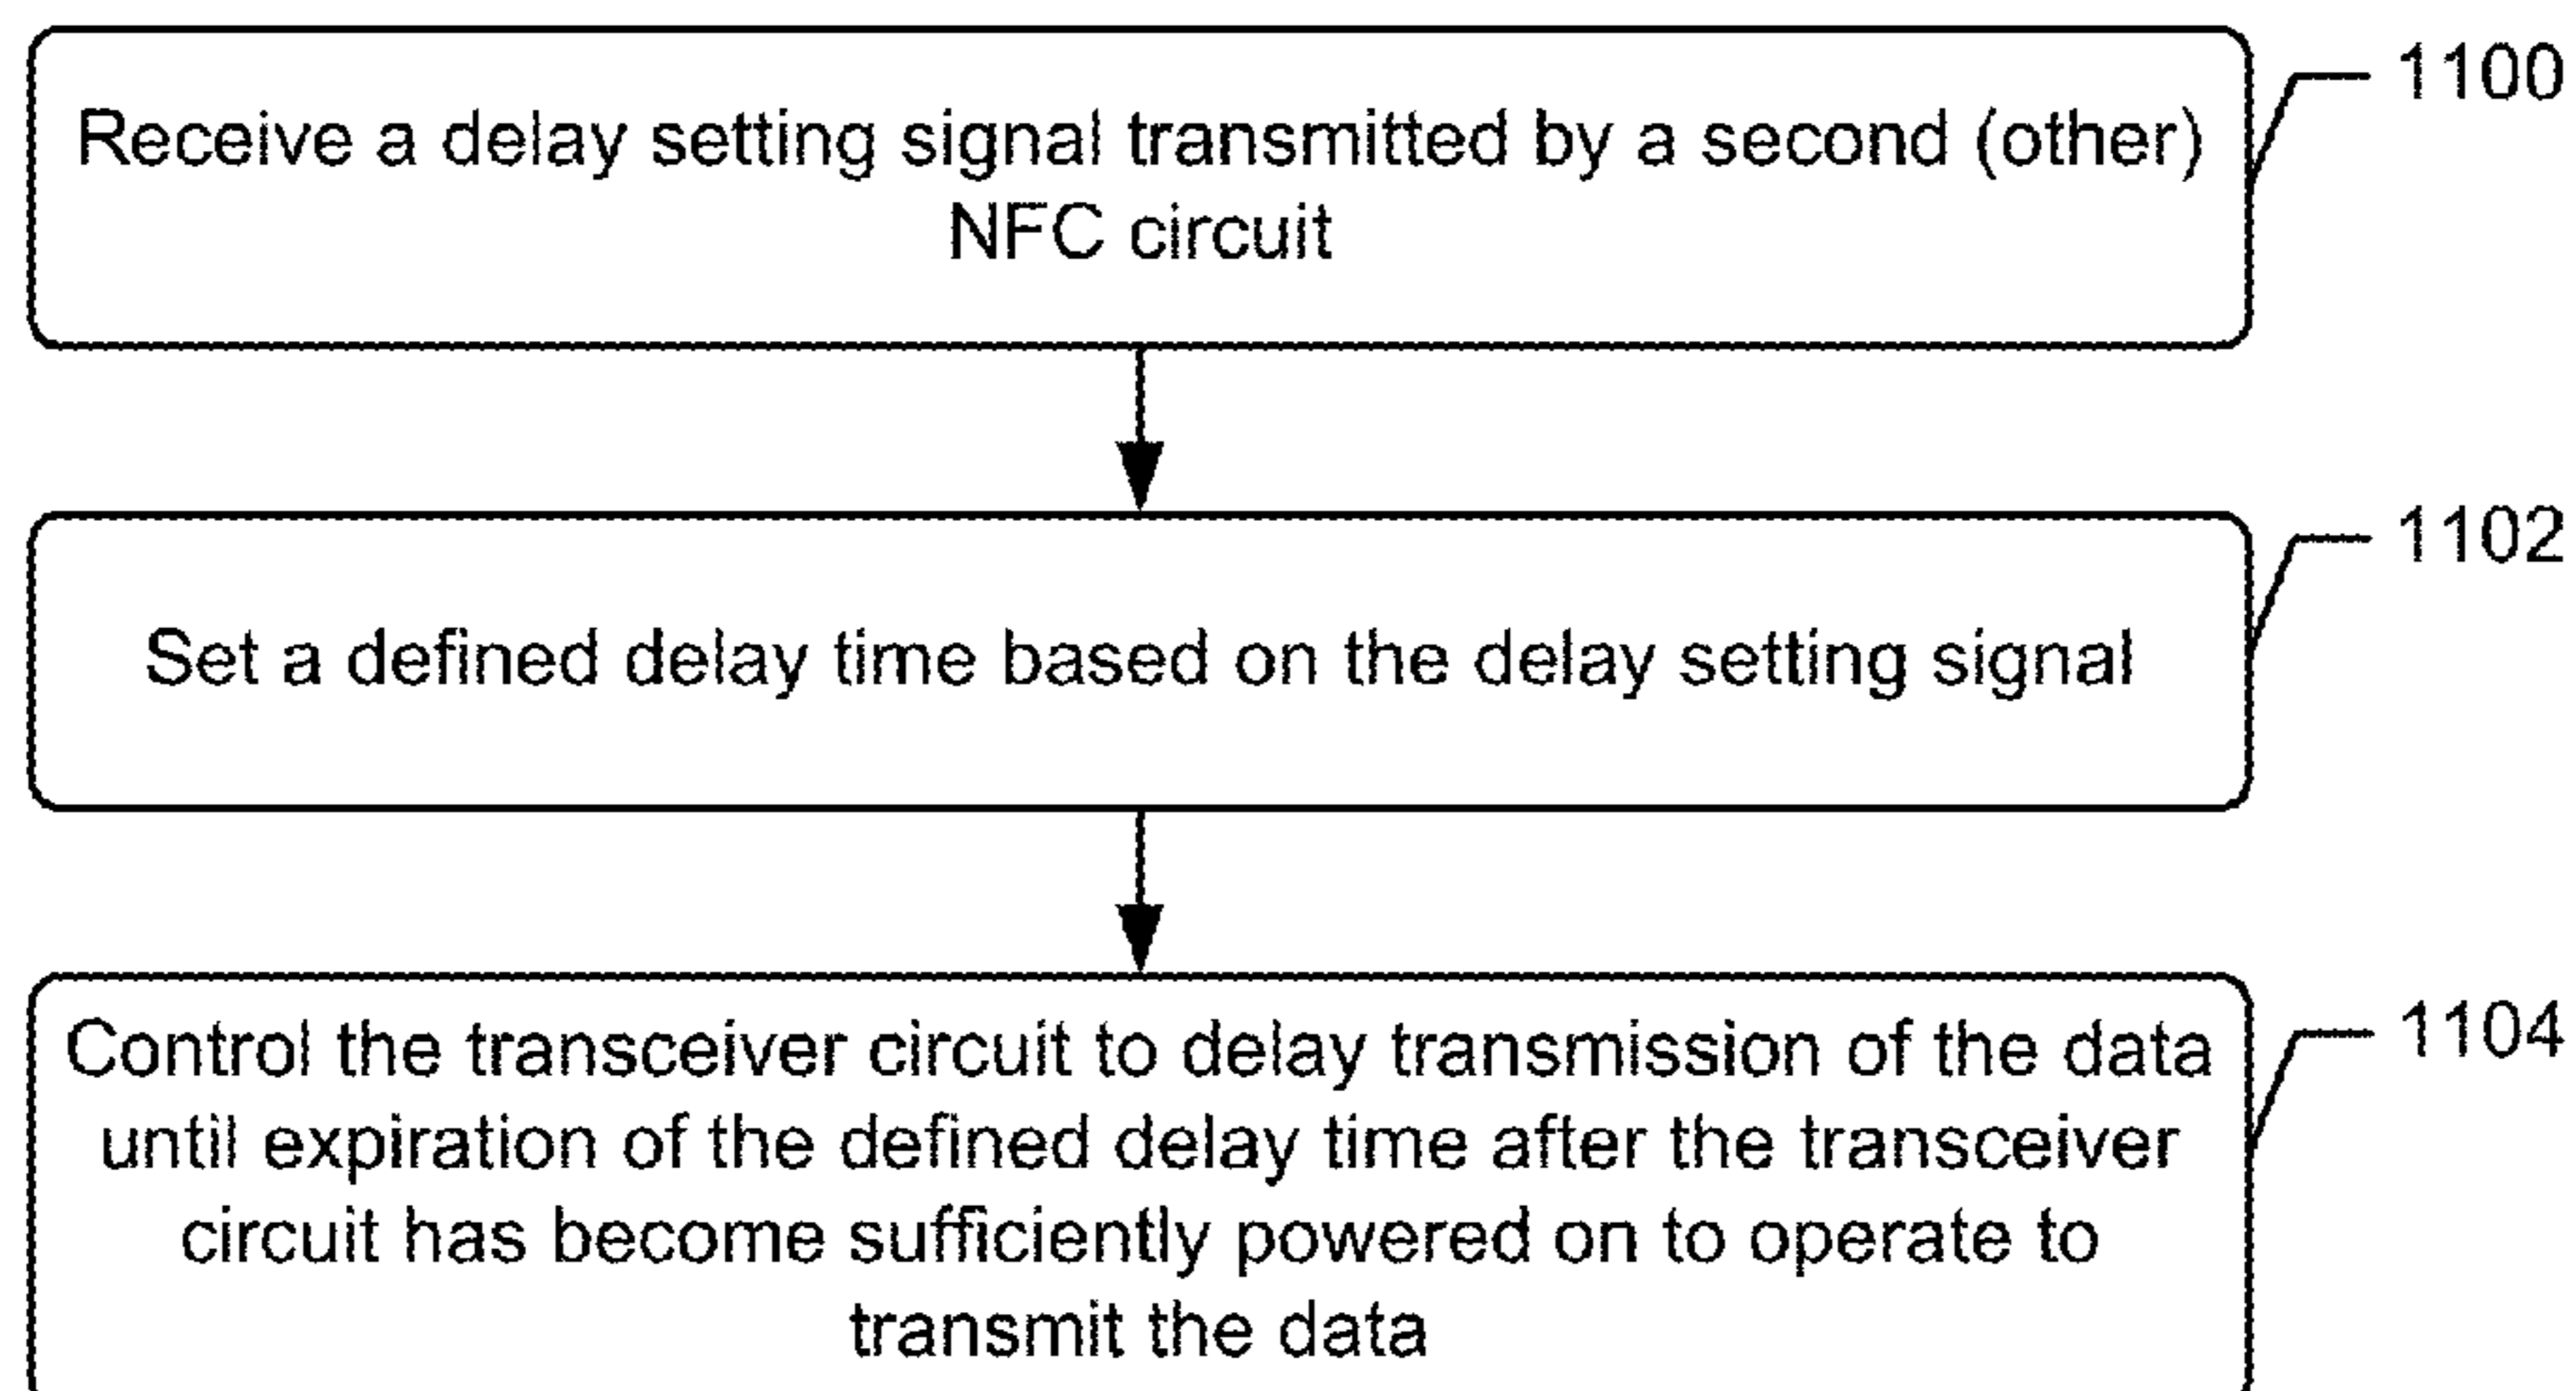 Receive a delay setting signal transmitted by a second (other)
NFC circuit
1100
Set a defined delay time based on the delay setting signal
1102
Control the transceiver circuit to delay transmission of the data
until expiration of the defined delay time after the transceiver
circuit has become sufficiently powered on to operate to
transmit the data
1104